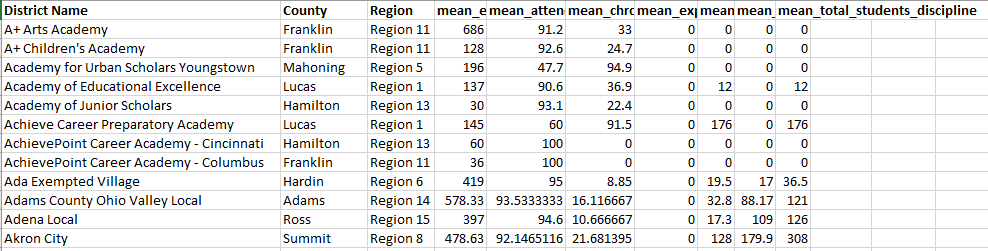 District Name County Region mean_e mean_atten mean_chro mean_exp mean mean_ mean_total_students_discipline
A+ Arts Academy Franklin Region 11 686 91.2 33 0 0 0 0
A+ Children's Academy Franklin Region 11 128 92.6 24.7 0 0 0 0
Academy for Urban Scholars Youngstown Mahoning Region 5 196 47.7 94.9 0 0 0 0
Academy of Educational Excellence Lucas Region 1 137 90.6 36.9 0 12 0 12
Academy of Junior Scholars Hamilton Region 13 30 93.1 22.4 0 0 0 0
Achieve Career Preparatory Academy Lucas Region 1 145 60 91.5 0 176 0 176
AchievePoint Career Academy - Cincinnati Hamilton Region 13 60 100 0 0 0 0 0
AchievePoint Career Academy - Columbus Franklin Region 11 36 100 0 0 0 0 0
Ada Exempted Village Hardin Region 6 419 95 8.85 0 19.5 17 36.5
Adams County Ohio Valley Local Adams Region 14 578.33 93.5333333 16.116667 0 32.8 88.17 121
Adena Local Ross Region 15 397 94.6 10.666667 0 17.3 109 126
Akron City Summit Region 8 478.63 92.1465116 21.681395 0 128 179.9 308